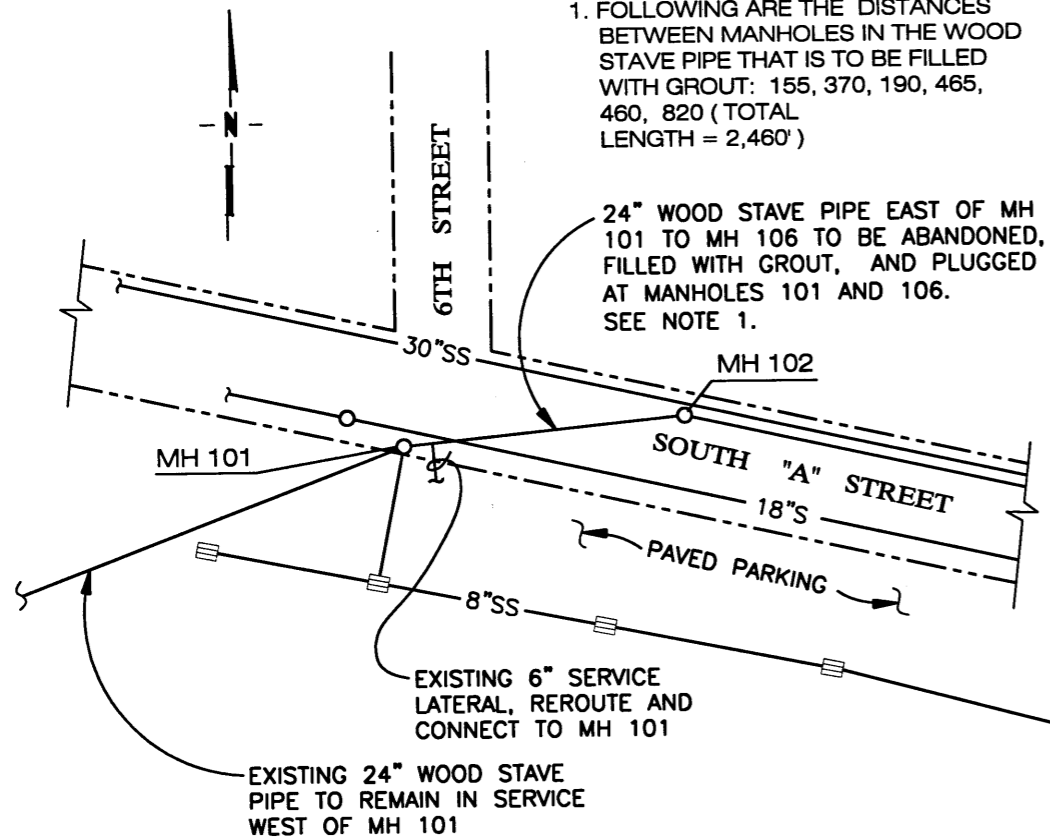 1. FOLLOWING ARE THE DISTANCES
BETWEEN MANHOLES IN THE WOOD
STAVE PIPE THAT IS TO BE FILLED
WITH GROUT: 155, 370, 190, 465,
460, 820 ( TOTAL
LENGTH = 2,460' )
N
6TH STREET
24" WOOD STAVE PIPE EAST OF MH
101 TO MH 106 TO BE ABANDONED,
FILLED WITH GROUT, AND PLUGGED
AT MANHOLES 101 AND 106.
SEE NOTE 1.
30"SS
MH 102
MH 101
SOUTH "A" STREET
18"S
PAVED PARKING
8"SS
EXISTING 6" SERVICE
LATERAL, REROUTE AND
CONNECT TO MH 101
EXISTING 24" WOOD STAVE
PIPE TO REMAIN IN SERVICE
WEST OF MH 101